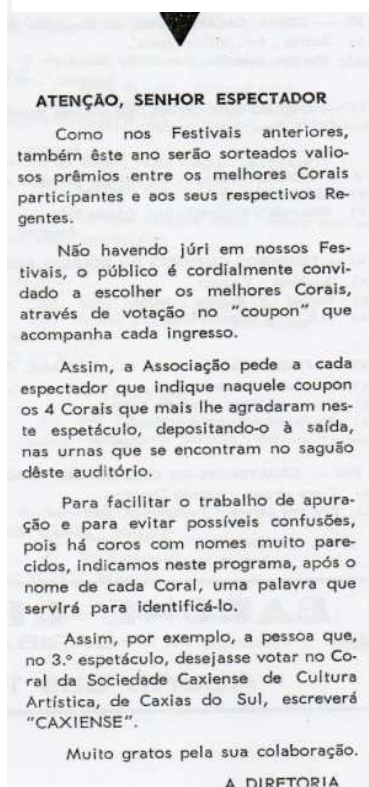 ATENÇÃO, SENHOR ESPECTADOR
Como nos Festivais anteriores,
também êste ano serão sorteados valio-
sos prêmios entre os melhores Corais
participantes e aos seus respectivos Re-
gentes.
Não havendo júri em nossos Fes-
tivais, o público é cordialmente convi-
dado a escolher os melhores Corais,
através de votação no "coupon" que
acompanha cada ingresso.
Assim, a Associação pede a cada
espectador que indique naquele coupon
os 4 Corais que mais lhe agradaram nes-
te espetáculo, depositando-o à saída,
nas urnas que se encontram no saguão
dêste auditório.
Para facilitar o trabalho de apura-
ção e para evitar possíveis confusões,
pois há coros com nomes muito pare-
cidos, indicamos neste programa, após o
nome de cada Coral, uma palavra que
servirá para identificá-lo.
Assim, por exemplo, a pessoa que,
no 3.º espetáculo, desejasse votar no Co-
ral da Sociedade Caxiense de Cultura
Artística, de Caxias do Sul, escreverá
"CAXIENSE".
Muito gratos pela sua colaboração.
A DIRETORIA